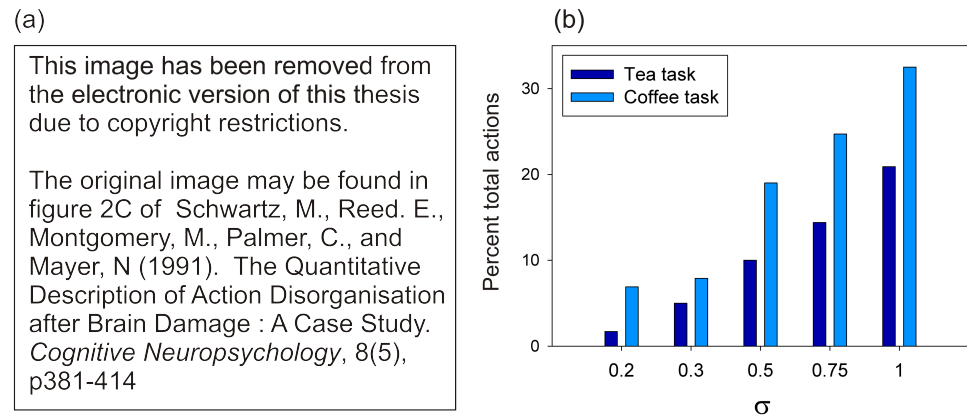 (a)
This image has been removed from
the electronic version of this thesis
due to copyright restrictions.
The original image may be found in
figure 2C of  Schwartz, M., Reed. E.,
Montgomery, M., Palmer, C., and
Mayer, N (1991).  The Quantitative
Description of Action Disorganisation
after Brain Damage : A Case Study.
Cognitive Neuropsychology, 8(5),
p381-414
(b)
Tea task
Coffee task
Percent total actions
30
20
10
0
0.2 0.3 0.5 0.75 1
σ